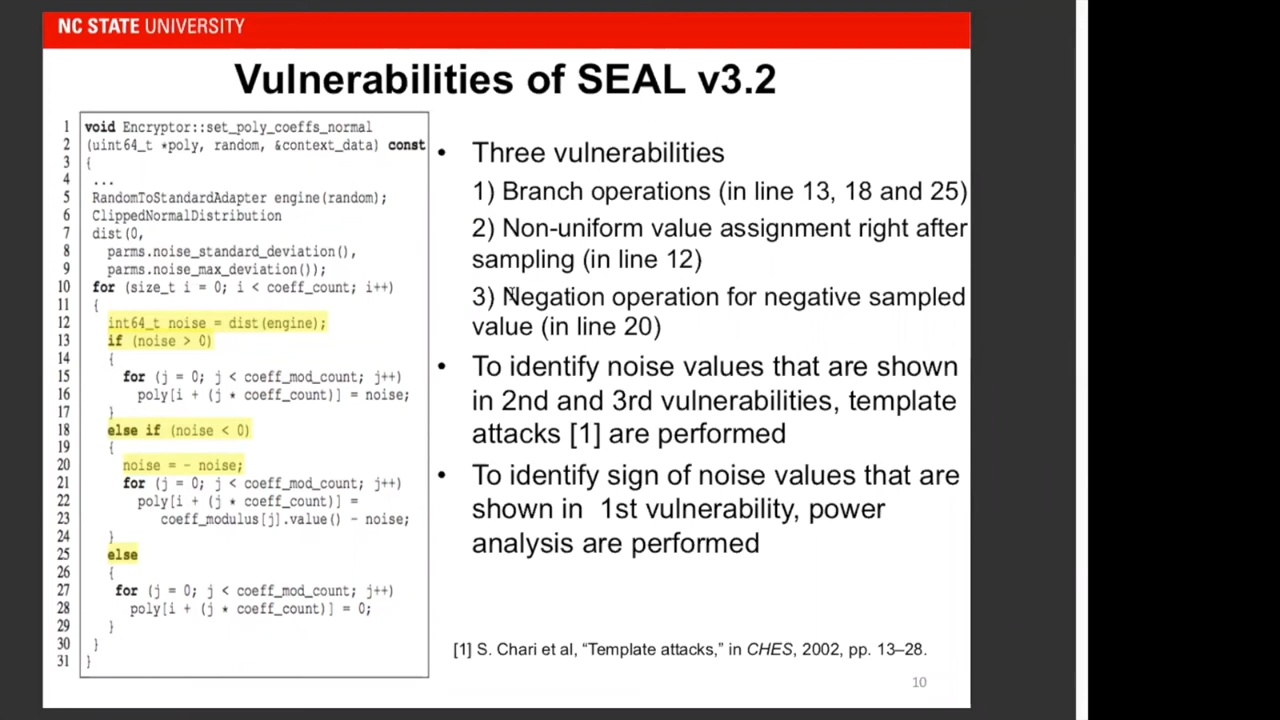 NC STATE UNIVERSITY
Vulnerabilities of SEAL v3.2
1 void Encryptor::set_poly_coeffs_normal
2 (uint64_t *poly, random, &context_data) const
3 {
4 ...
5 RandomToStandardAdapter engine(random);
6 ClippedNormalDistribution
7 dist(0,
8 parms.noise_standard_deviation(),
9 parms.noise_max_deviation());
10 for (size_t i = 0; i < coeff_count; i++)
11 {
12 int64_t noise = dist(engine);
13 if (noise > 0)
14 {
15 for (j = 0; j < coeff_mod_count; j++)
16 poly[i + (j * coeff_count)] = noise;
17 }
18 else if (noise < 0)
19 {
20 noise = - noise;
21 for (j = 0; j < coeff_mod_count; j++)
22 poly[i + (j * coeff_count)] =
23 coeff_modulus[j].value() - noise;
24 }
25 else
26 {
27 for (j = 0; j < coeff_mod_count; j++)
28 poly[i + (j * coeff_count)] = 0;
29 }
30 }
31 }
• Three vulnerabilities
1) Branch operations (in line 13, 18 and 25)
2) Non-uniform value assignment right after
sampling (in line 12)
3) Negation operation for negative sampled
value (in line 20)
• To identify noise values that are shown
in 2nd and 3rd vulnerabilities, template
attacks [1] are performed
• To identify sign of noise values that are
shown in 1st vulnerability, power
analysis are performed
[1] S. Chari et al, “Template attacks,” in CHES, 2002, pp. 13–28.
10